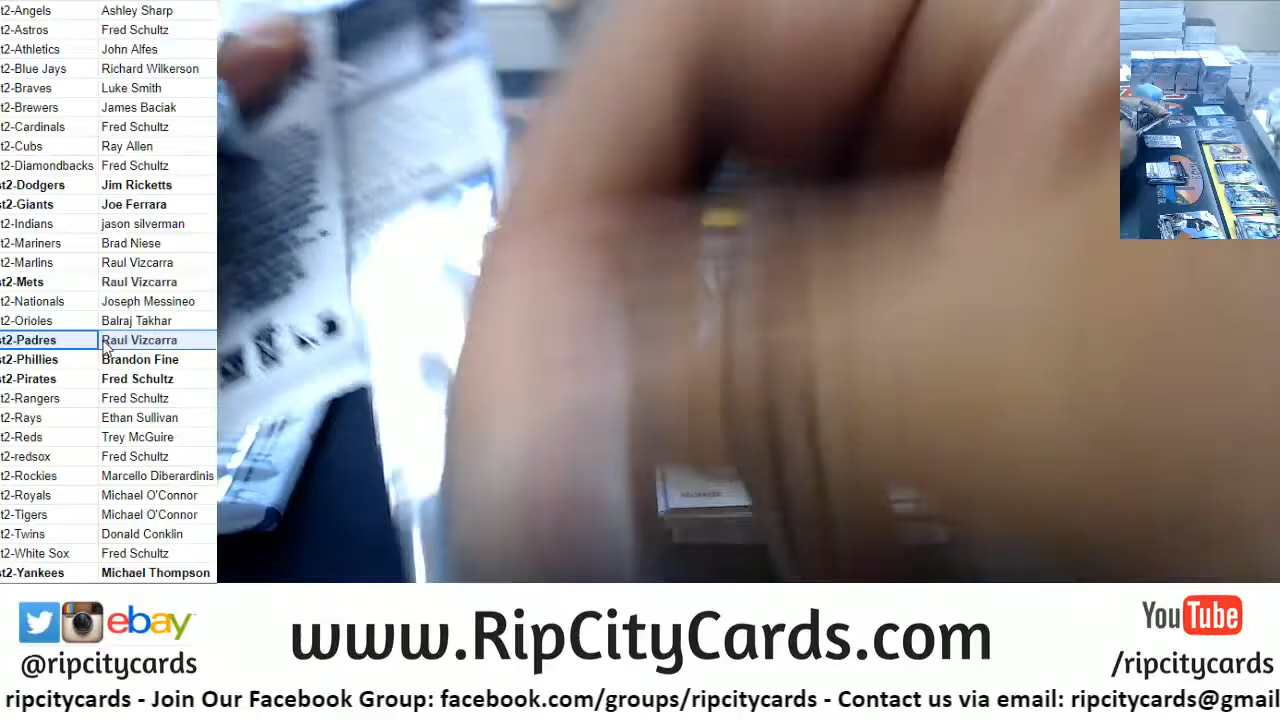 t2-Angels Ashley Sharp
t2-Astros Fred Schultz
t2-Athletics John Alfes
t2-Blue Jays Richard Wilkerson
t2-Braves Luke Smith
t2-Brewers James Baciak
t2-Cardinals Fred Schultz
t2-Cubs Ray Allen
t2-Diamondbacks Fred Schultz
st2-Dodgers Jim Ricketts
st2-Giants Joe Ferrara
t2-Indians jason silverman
t2-Mariners Brad Niese
t2-Marlins Raul Vizcarra
st2-Mets Raul Vizcarra
t2-Nationals Joseph Messineo
t2-Orioles Balraj Takhar
st2-Padres Raul Vizcarra
st2-Phillies Brandon Fine
st2-Pirates Fred Schultz
t2-Rangers Fred Schultz
t2-Rays Ethan Sullivan
t2-Reds Trey McGuire
t2-redsox Fred Schultz
t2-Rockies Marcello Diberardinis
t2-Royals Michael O'Connor
t2-Tigers Michael O'Connor
t2-Twins Donald Conklin
t2-White Sox Fred Schultz
st2-Yankees Michael Thompson
ebay
@ripcitycards
www.RipCityCards.com
YouTube
/ripcitycards
ripcitycards - Join Our Facebook Group: facebook.com/groups/ripcitycards - Contact us via email: ripcitycards@gmail